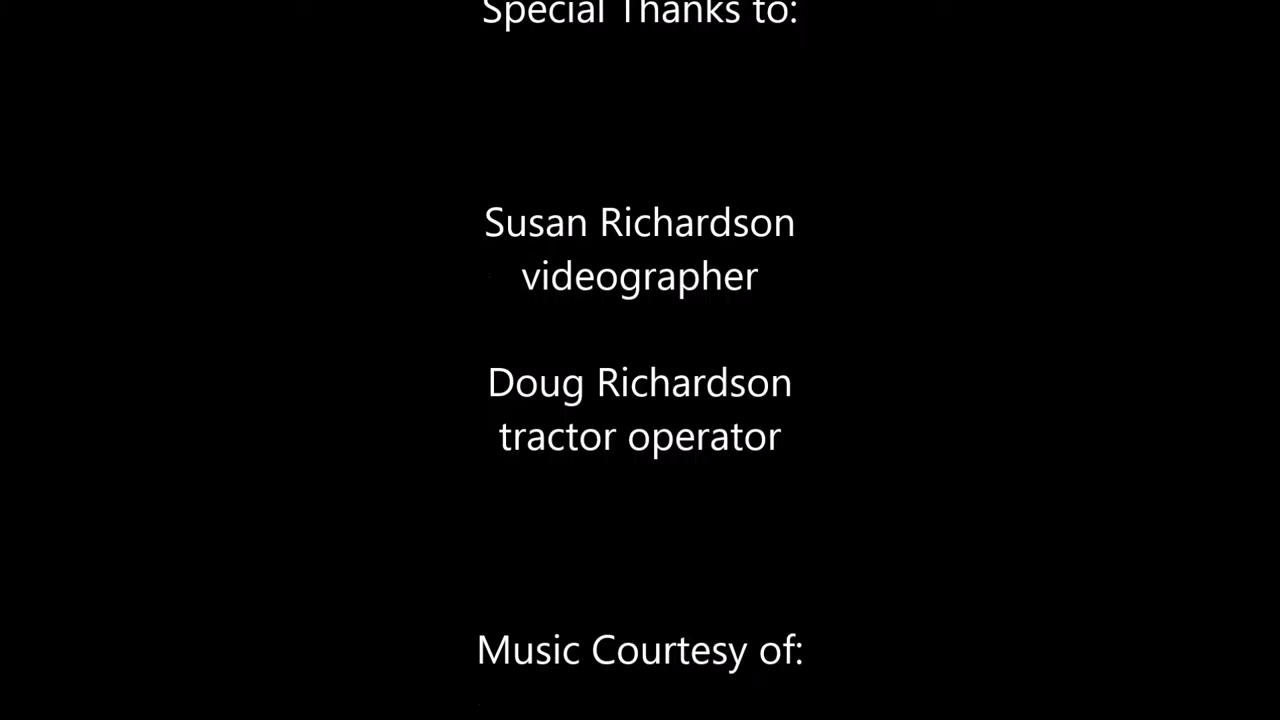 Special Thanks to:
Susan Richardson
videographer
Doug Richardson
tractor operator
Music Courtesy of: